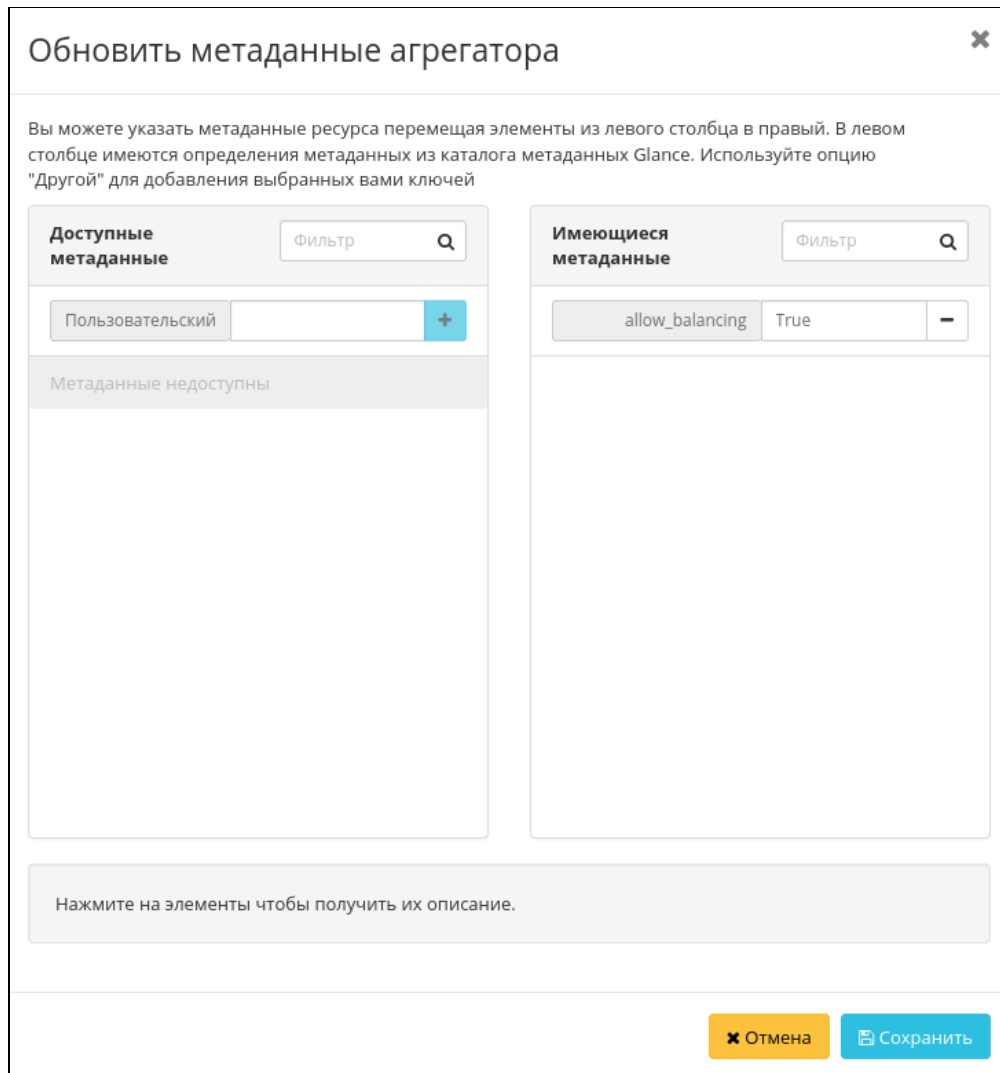 Обновить метаданные агрегатора
Вы можете указать метаданные ресурса перемещая элементы из левого столбца в правый. В левом
столбце имеются определения метаданных из каталога метаданных Glance. Используйте опцию
"Другой" для добавления выбранных вами ключей
Доступные
метаданные
Фильтр
Пользовательский
Метаданные недоступны
Имеющиеся
метаданные
Фильтр
allow_balancing True
Нажмите на элементы чтобы получить их описание.
Отмена
Сохранить